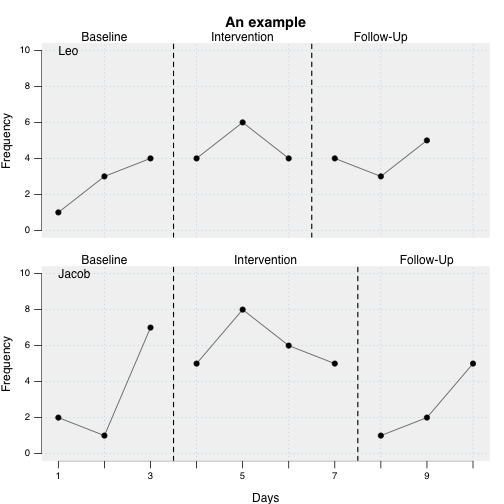 An example
Baseline Intervention Follow-Up
Leo
10
8
6
4
2
0
Frequency
Baseline Intervention Follow-Up
Jacob
10
8
6
4
2
0
Frequency
1 3 5 7 9
Days